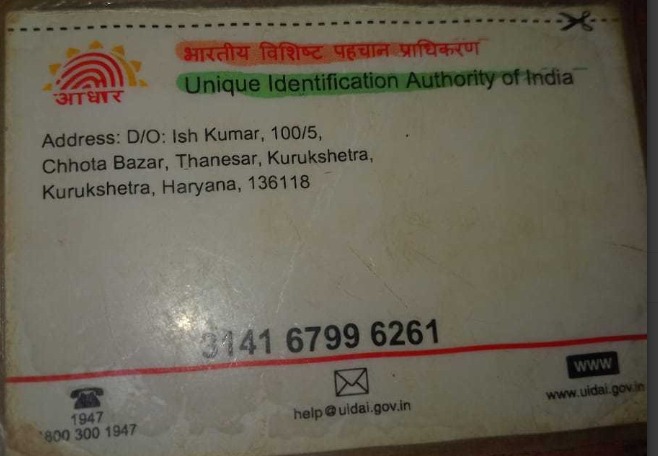 भारतीय विशिष्ट पहचान प्राधिकरण
Unique Identification Authority of India
आधार
Address: D/O: Ish Kumar, 100/5,
Chhota Bazar, Thanesar, Kurukshetra,
Kurukshetra, Haryana, 136118
3141 6799 6261
1947
800 300 1947
help@uidai.gov.in
WWW
www.uidai.gov.in